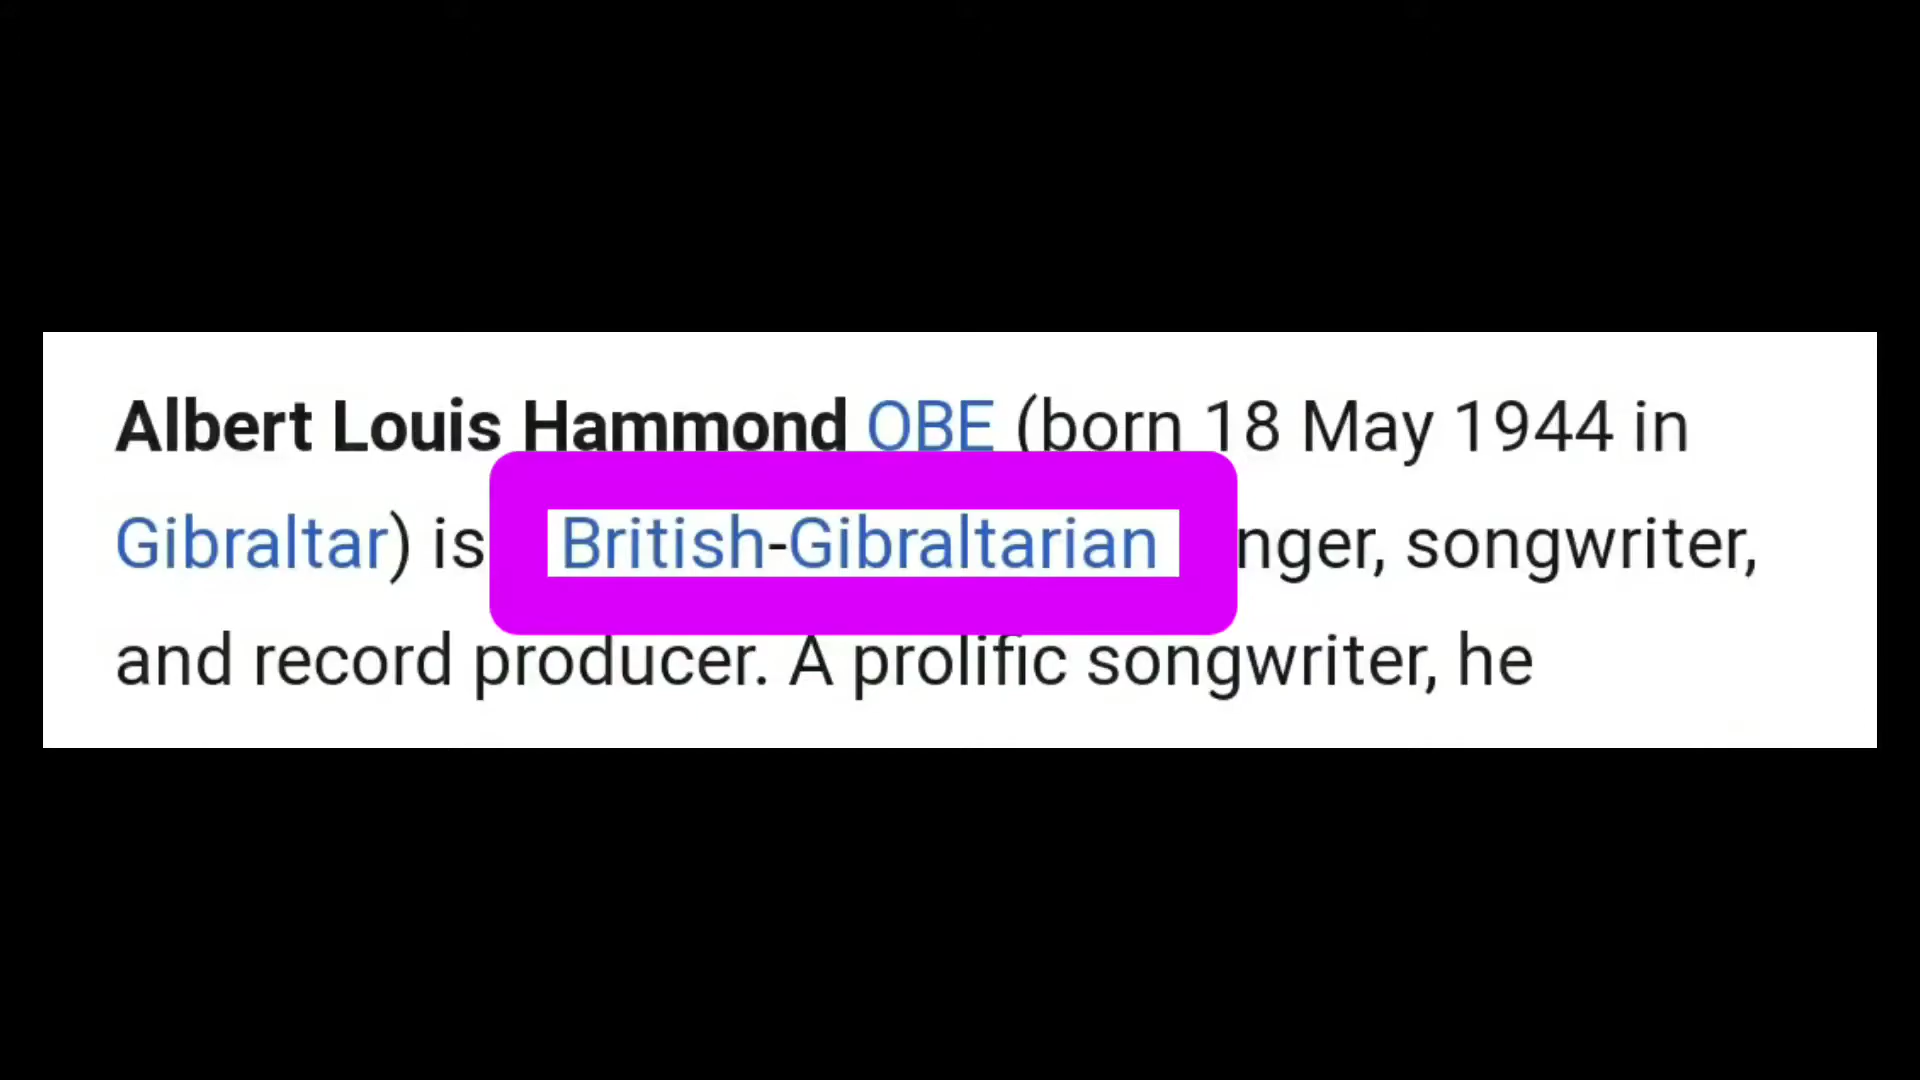 Albert Louis Hammond OBE (born 18 May 1944 in
Gibraltar) is British-Gibraltarian nger, songwriter,
and record producer. A prolific songwriter, he